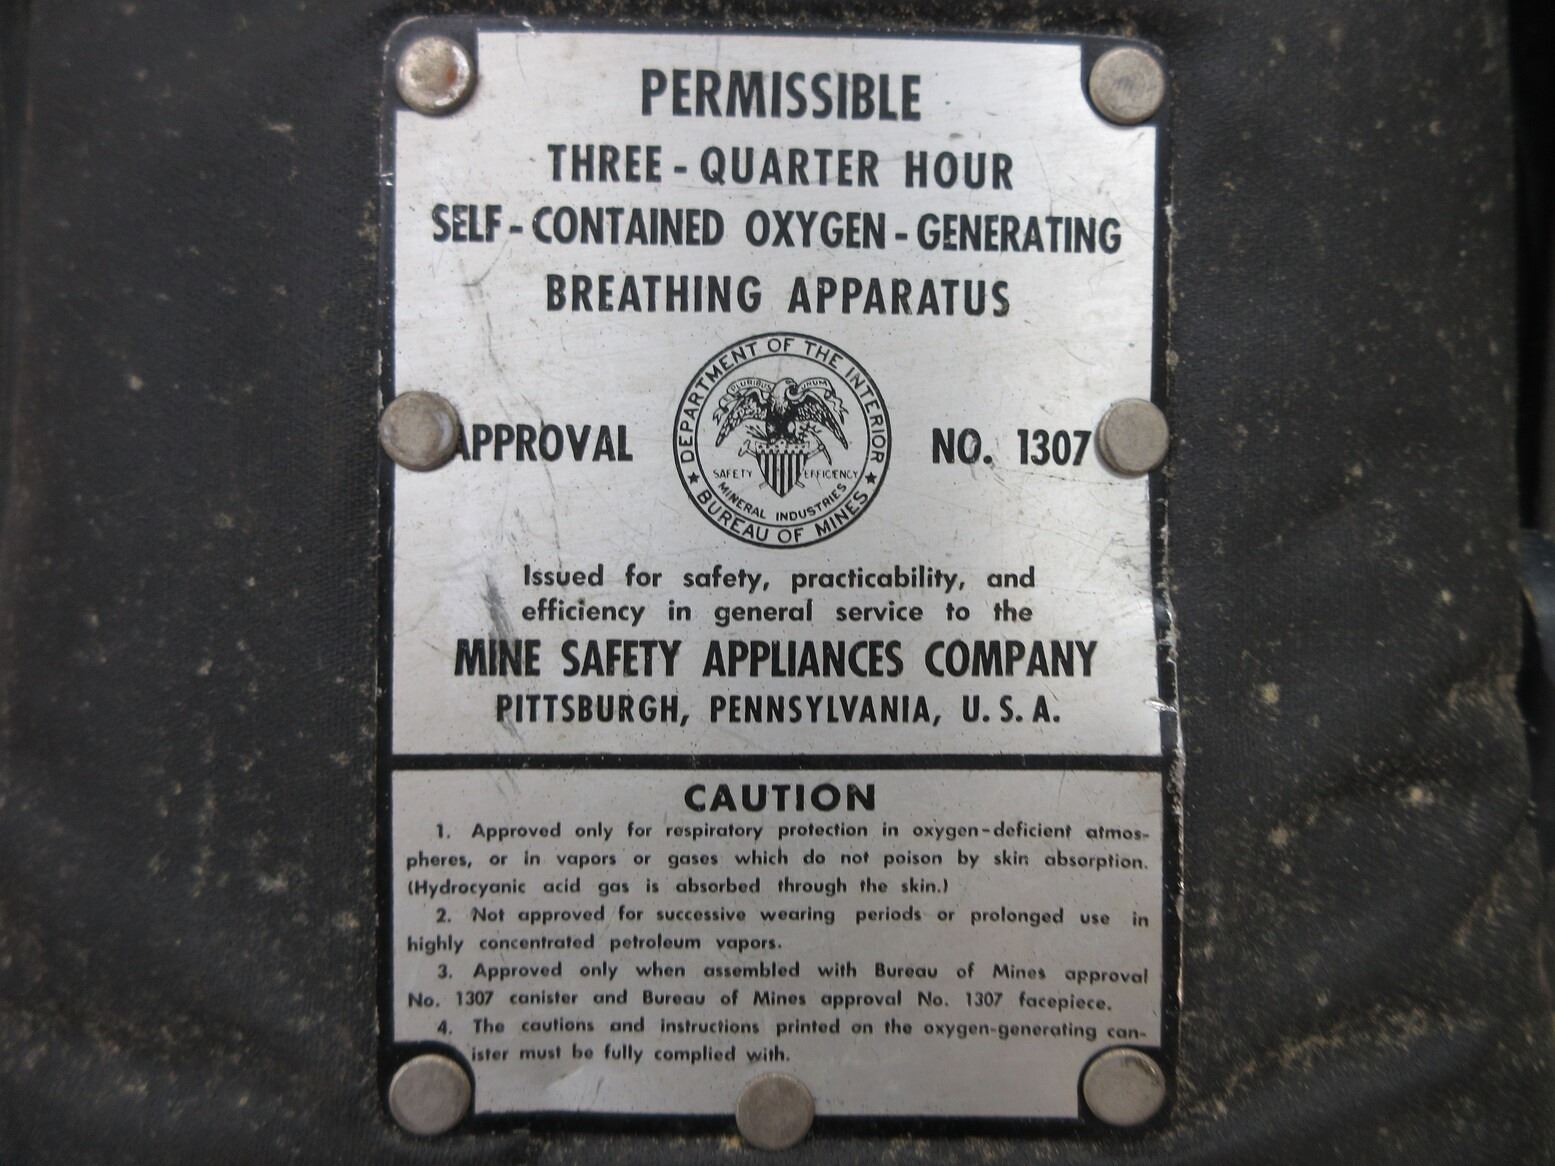 PERMISSIBLE
THREE - QUARTER HOUR
SELF - CONTAINED OXYGEN - GENERATING
BREATHING APPARATUS
DEPARTMENT OF THE INTERIOR
PLURIBUS UNUM
APPROVAL NO. 1307
SAFETY EFFICIENCY
MINERAL INDUSTRIES
★ BUREAU OF MINES ★
Issued for safety, practicability, and
efficiency in general service to the
MINE SAFETY APPLIANCES COMPANY
PITTSBURGH, PENNSYLVANIA, U. S. A.
CAUTION
1. Approved only for respiratory protection in oxygen-deficient atmos-
pheres, or in vapors or gases which do not poison by skin absorption.
(Hydrocyanic acid gas is absorbed through the skin.)
2. Not approved for successive wearing periods or prolonged use in
highly concentrated petroleum vapors.
3. Approved only when assembled with Bureau of Mines approval
No. 1307 canister and Bureau of Mines approval No. 1307 facepiece.
4. The cautions and instructions printed on the oxygen-generating can-
ister must be fully complied with.